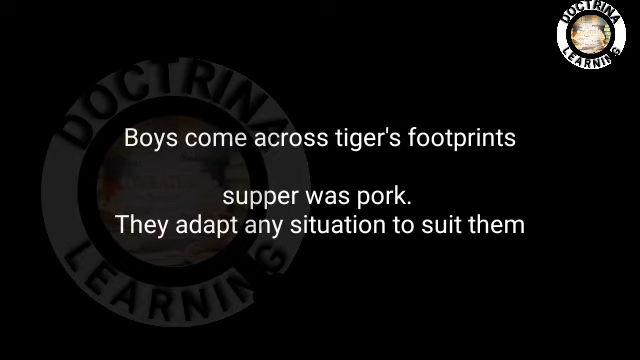 DOCTRINA
LEARNING
Boys come across tiger's footprints
supper was pork.
They adapt any situation to suit them
DOCTRINA
LEARNING